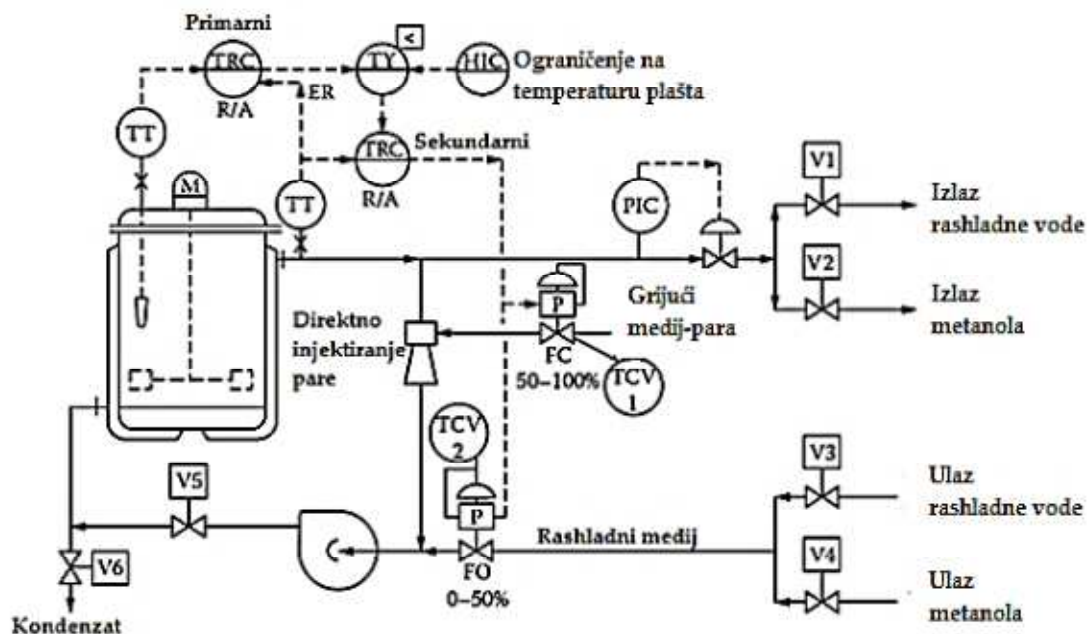 Primarni
TRC
R/A
TY
<
HIC
Ograničenje na
temperaturu plašta
ER
TT
TRC
R/A
Sekundarni
M
TT
PIC
V1
Izlaz
rashladne vode
V2
Izlaz
metanola
P
Grijući
medij-para
Direktno
injektiranje
pare
FC
50–100%
TCV
1
TCV
2
P
FO
0–50%
V5
V6
Kondenzat
Rashladni medij
V3
Ulaz
rashladne vode
V4
Ulaz
metanola